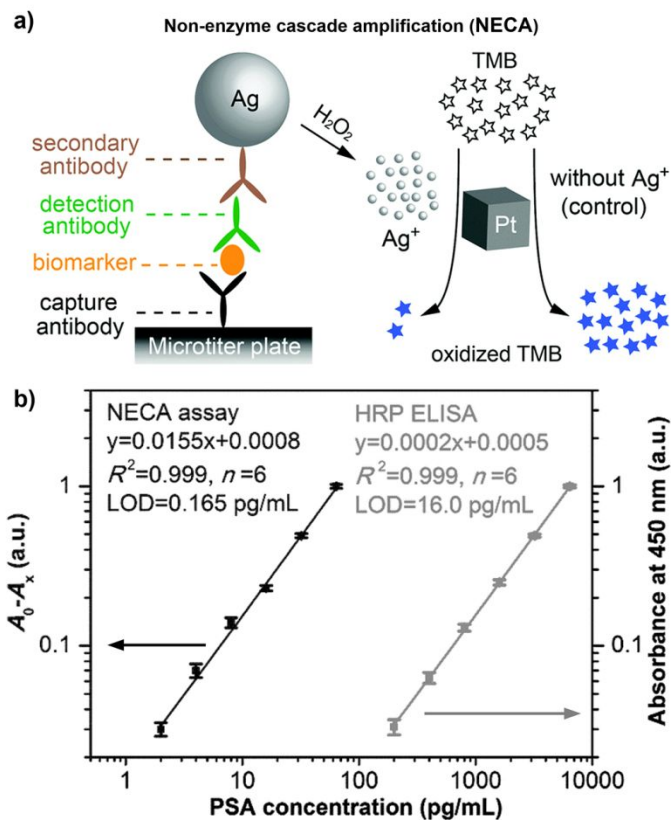 a)
Non-enzyme cascade amplification (NECA)
Ag
TMB
H₂O₂
secondary
antibody
detection
antibody
biomarker
capture
antibody
Microtiter plate
Ag⁺
Pt
without Ag⁺
(control)
oxidized TMB
b)
NECA assay
y=0.0155x+0.0008
R²=0.999, n=6
LOD=0.165 pg/mL
HRP ELISA
y=0.0002x+0.0005
R²=0.999, n=6
LOD=16.0 pg/mL
A₀-Aₓ (a.u.)
1
0.1
Absorbance at 450 nm (a.u.)
1
0.1
1 10 100 1000 10000
PSA concentration (pg/mL)